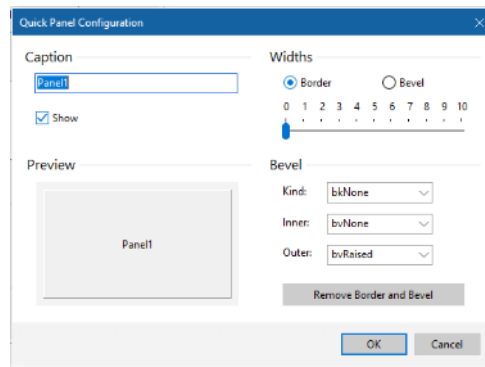 Quick Panel Configuration
Caption
Panel1
Show
Widths
Border Bevel
0 1 2 3 4 5 6 7 8 9 10
Preview
Panel1
Bevel
Kind: bkNone
Inner: bvNone
Outer: bvRaised
Remove Border and Bevel
OK Cancel